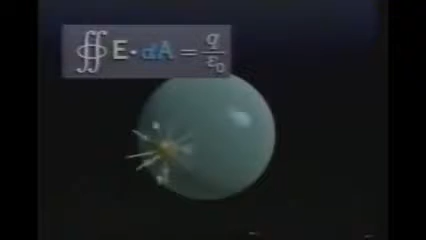 ∯ E · dA = q/ε₀